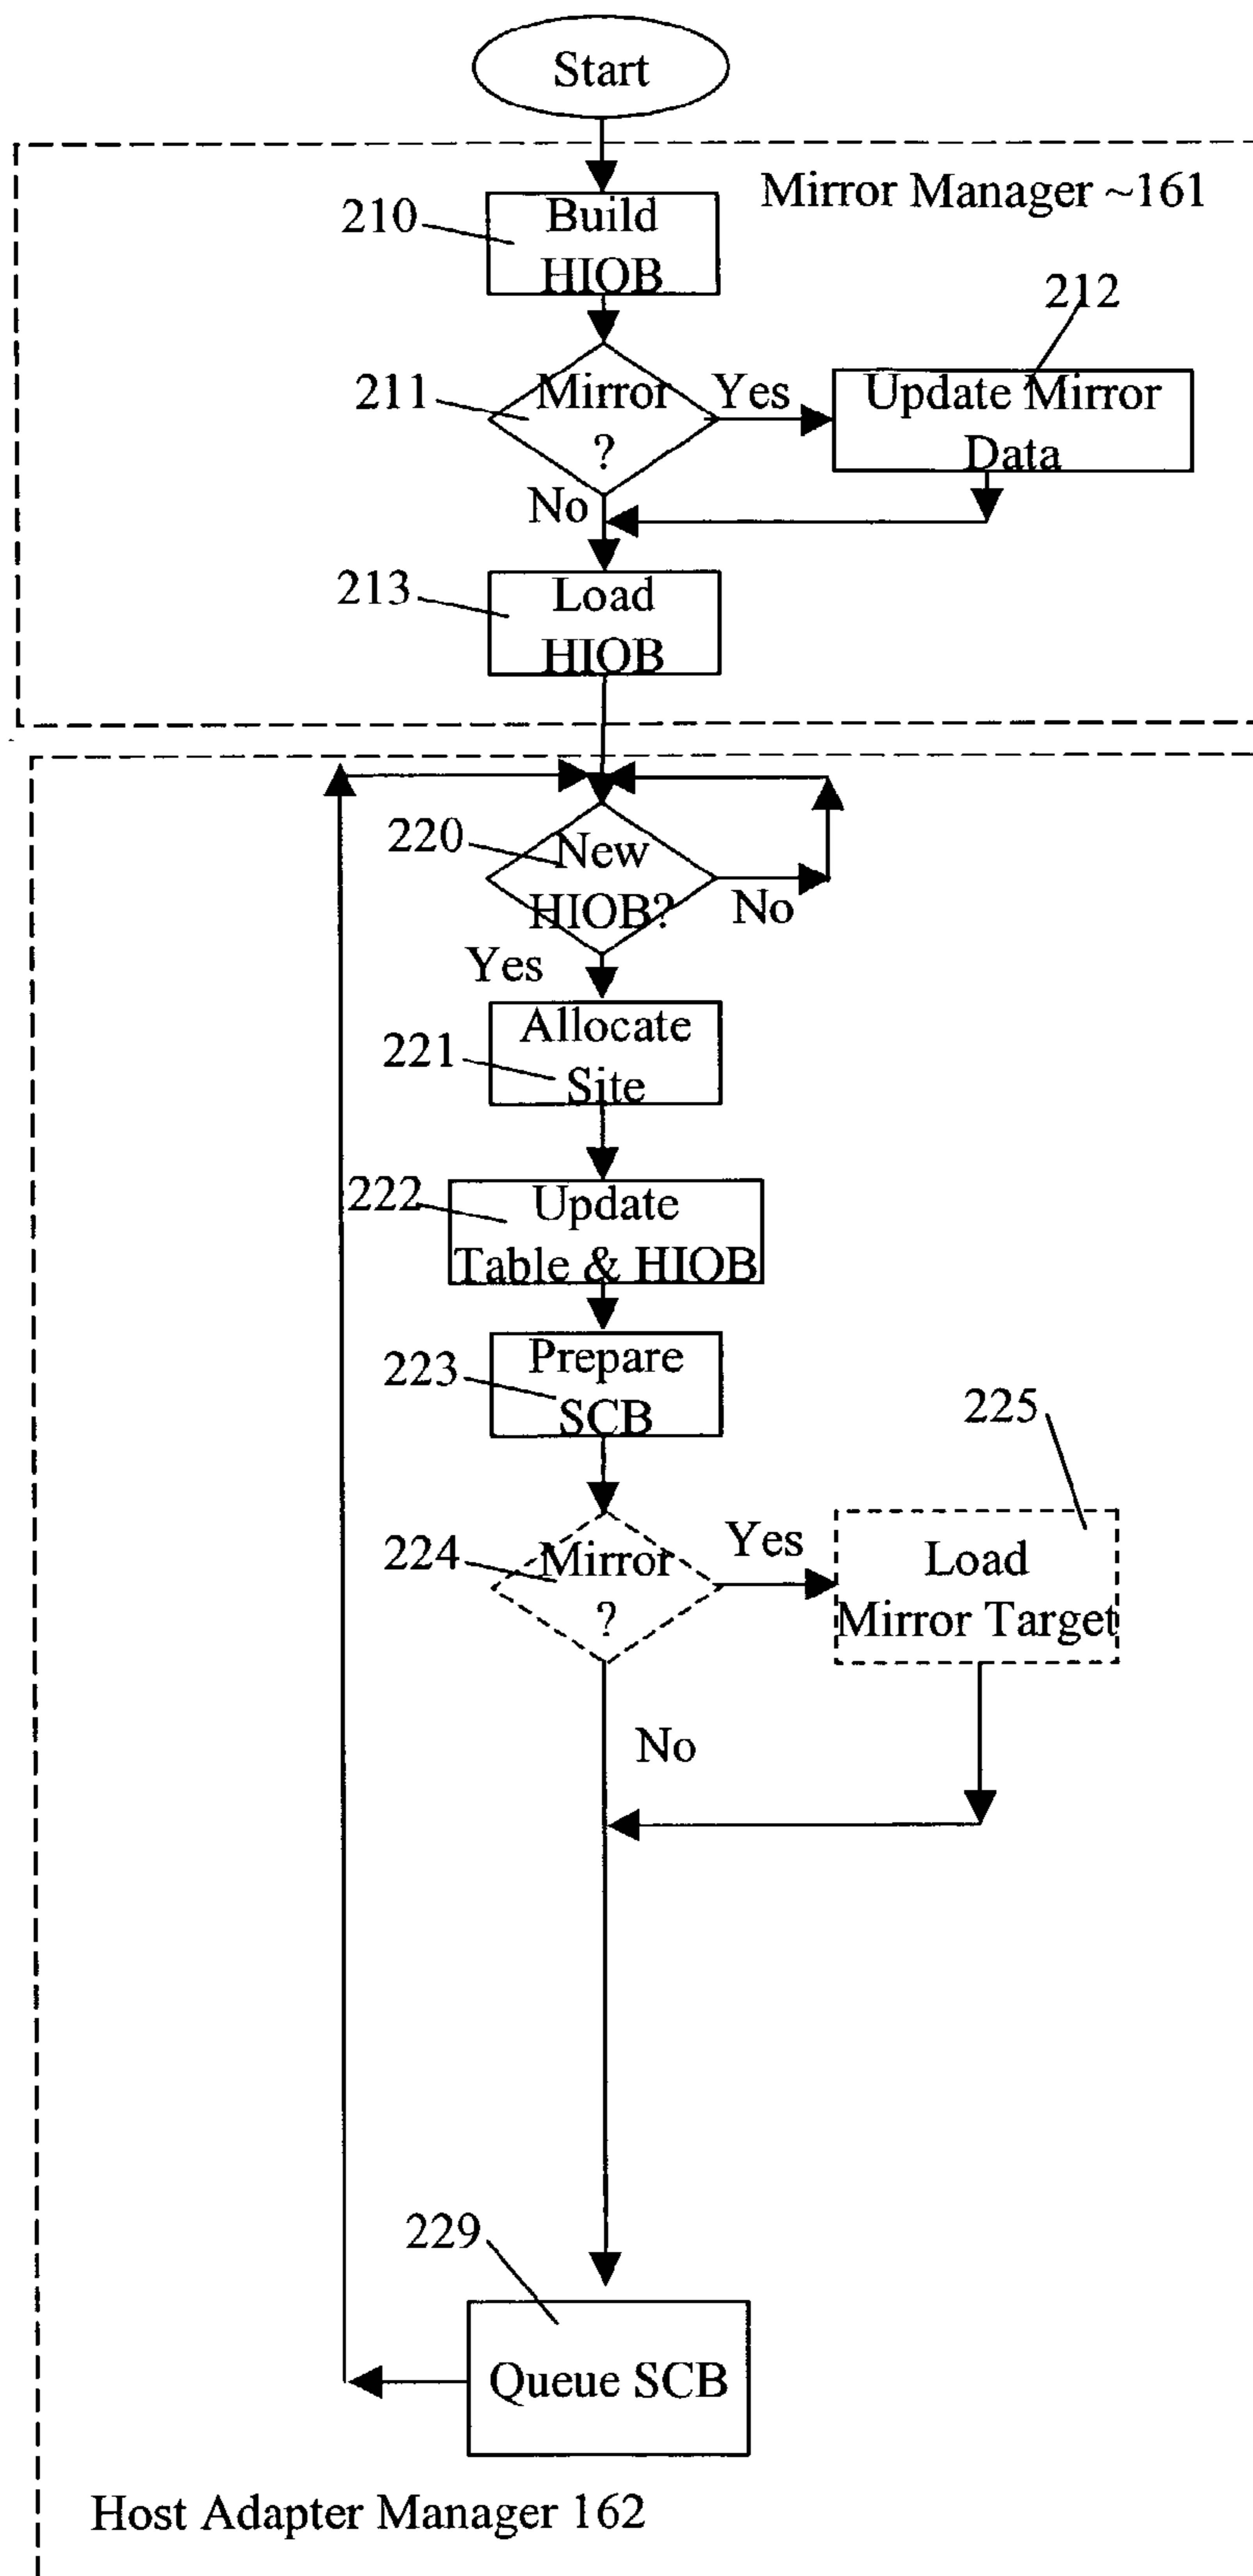 Start
Mirror Manager ~161
210
Build
HIOB
212
211
Mirror
?
Yes
Update Mirror
Data
No
213
Load
HIOB
220
New
HIOB?
No
Yes
221
Allocate
Site
222
Update
Table & HIOB
223
Prepare
SCB
225
224
Mirror
?
Yes
Load
Mirror Target
No
229
Queue SCB
Host Adapter Manager 162